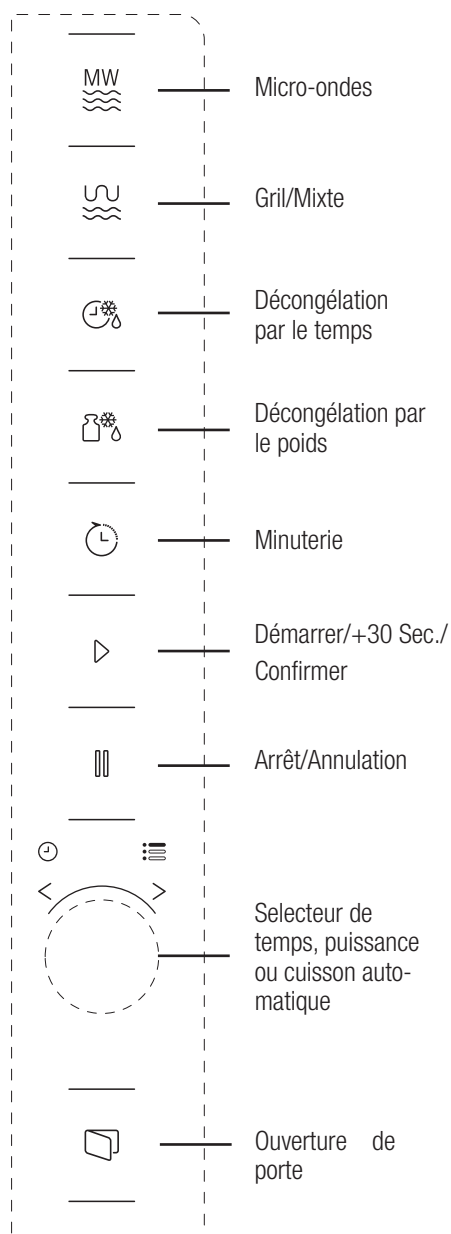 MW
Micro-ondes
Gril/Mixte
Décongélation
par le temps
Décongélation par
le poids
Minuterie
Démarrer/+30 Sec./
Confirmer
Arrêt/Annulation
Selecteur de
temps, puissance
ou cuisson auto-
matique
Ouverture de
porte